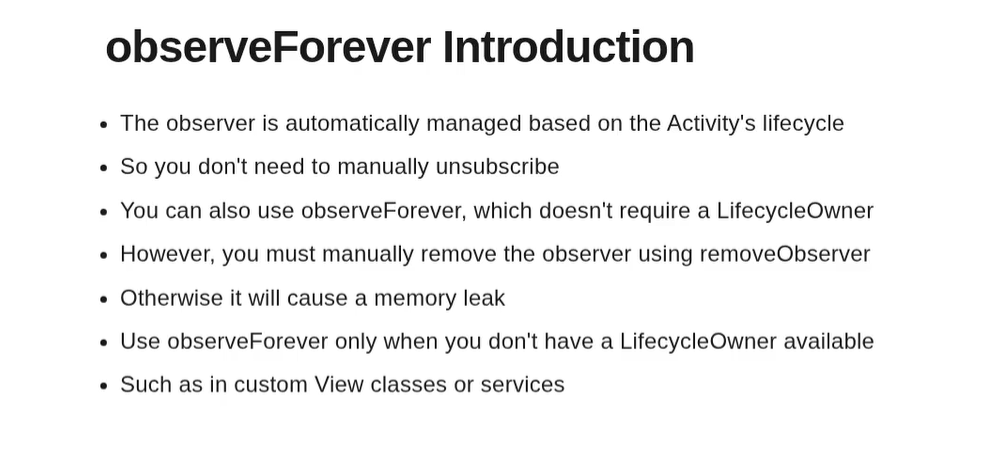 observeForever Introduction
• The observer is automatically managed based on the Activity's lifecycle
• So you don't need to manually unsubscribe
• You can also use observeForever, which doesn't require a LifecycleOwner
• However, you must manually remove the observer using removeObserver
• Otherwise it will cause a memory leak
• Use observeForever only when you don't have a LifecycleOwner available
• Such as in custom View classes or services